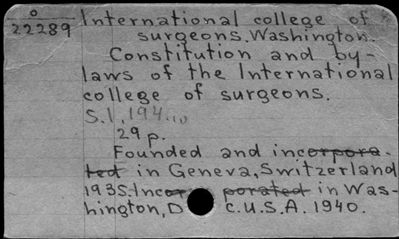 o
22289
International college of
surgeons. Washington.
Constitution and by-
laws of the International
college of surgeons.
S.l, 194
29 p.
Founded and incorpora-
ted in Geneva, Switzerland
1935. Incorporated in Was-
hington, D.C. U.S.A. 1940.